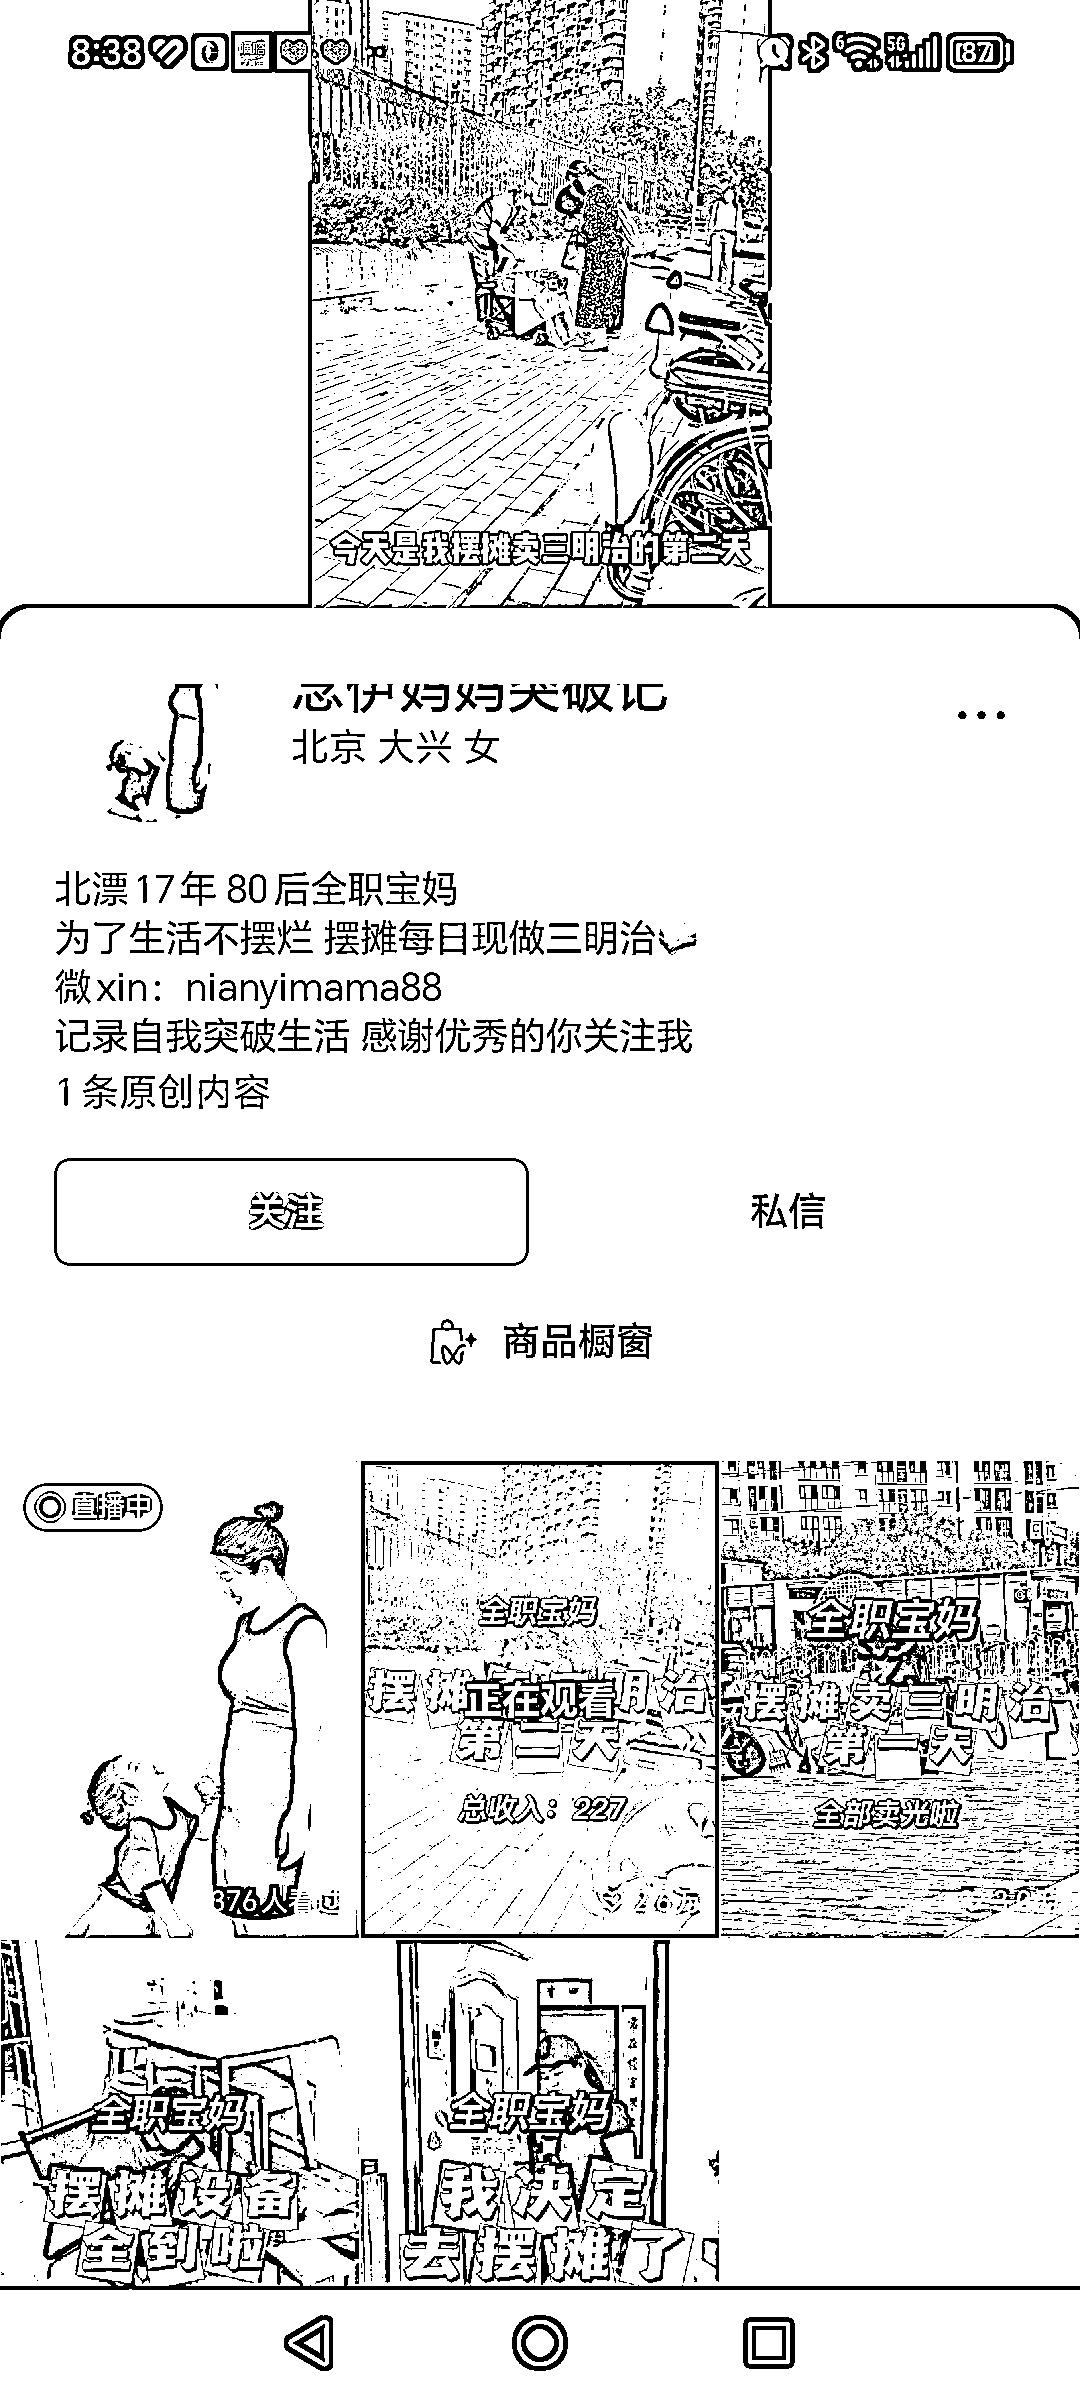 8:38
5G
87
今天是我摆摊卖三明治的第二天
念伊妈妈突破记
北京 大兴 女
北漂17年 80后全职宝妈
为了生活不摆烂 摆摊每日现做三明治
微xin：nianyimama88
记录自我突破生活 感谢优秀的你关注我
1条原创内容
关注
私信
商品橱窗
直播中
376人看过
全职宝妈
摆摊
正在观看
明治
第二天
总收入：227
全职宝妈
摆摊卖三明治
第一天
全部卖光啦
全职宝妈
摆摊设备
全到啦
全职宝妈
我决定
去摆摊了